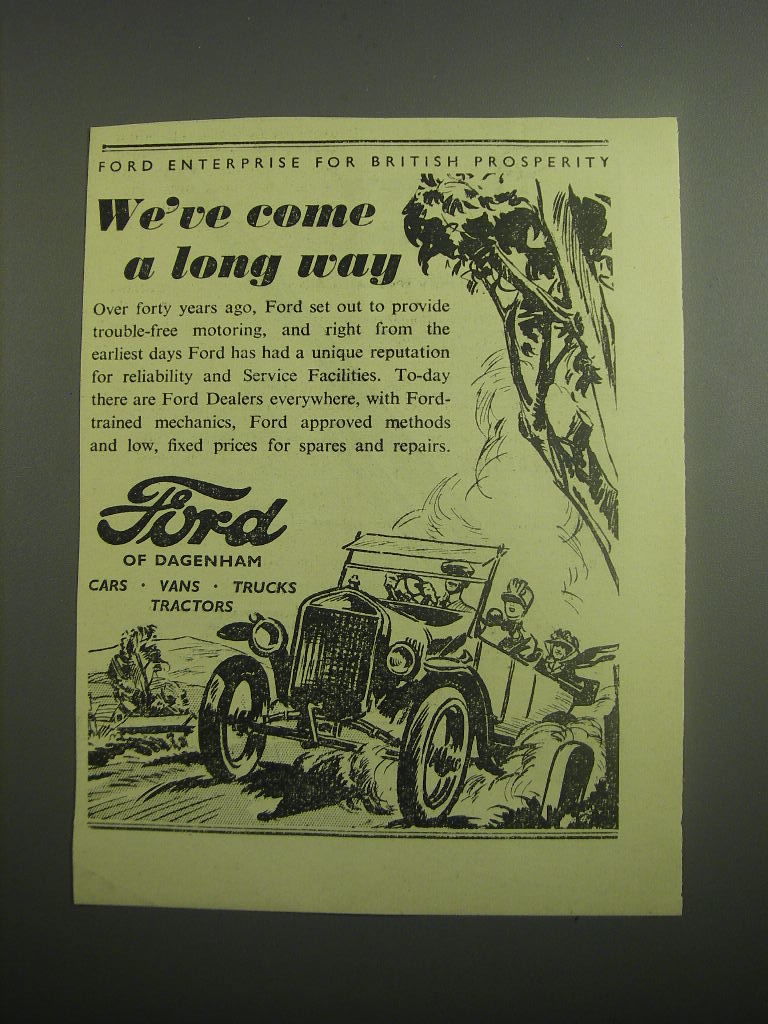 FORD ENTERPRISE FOR BRITISH PROSPERITY
We've come
a long way
Over forty years ago, Ford set out to provide
trouble-free motoring, and right from the
earliest days Ford has had a unique reputation
for reliability and Service Facilities. To-day
there are Ford Dealers everywhere, with Ford-
trained mechanics, Ford approved methods
and low, fixed prices for spares and repairs.
Ford
OF DAGENHAM
CARS · VANS · TRUCKS
TRACTORS